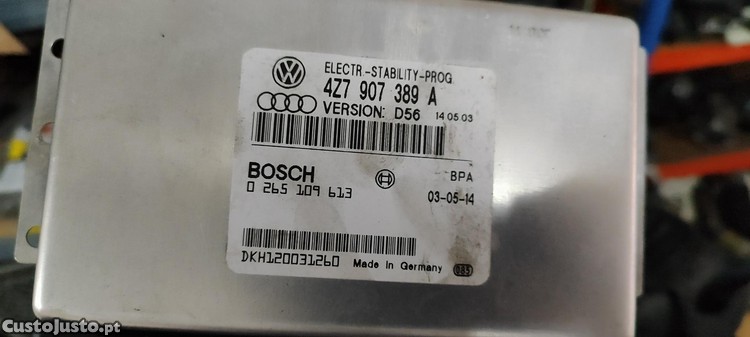 ELECTR.-STABILITY-PROG.
4Z7 907 389 A
VERSION: D56 14 05 03
BOSCH
0 265 109 613
BPA
03-05-14
DKH120031260 Made in Germany
CustoJusto.pt